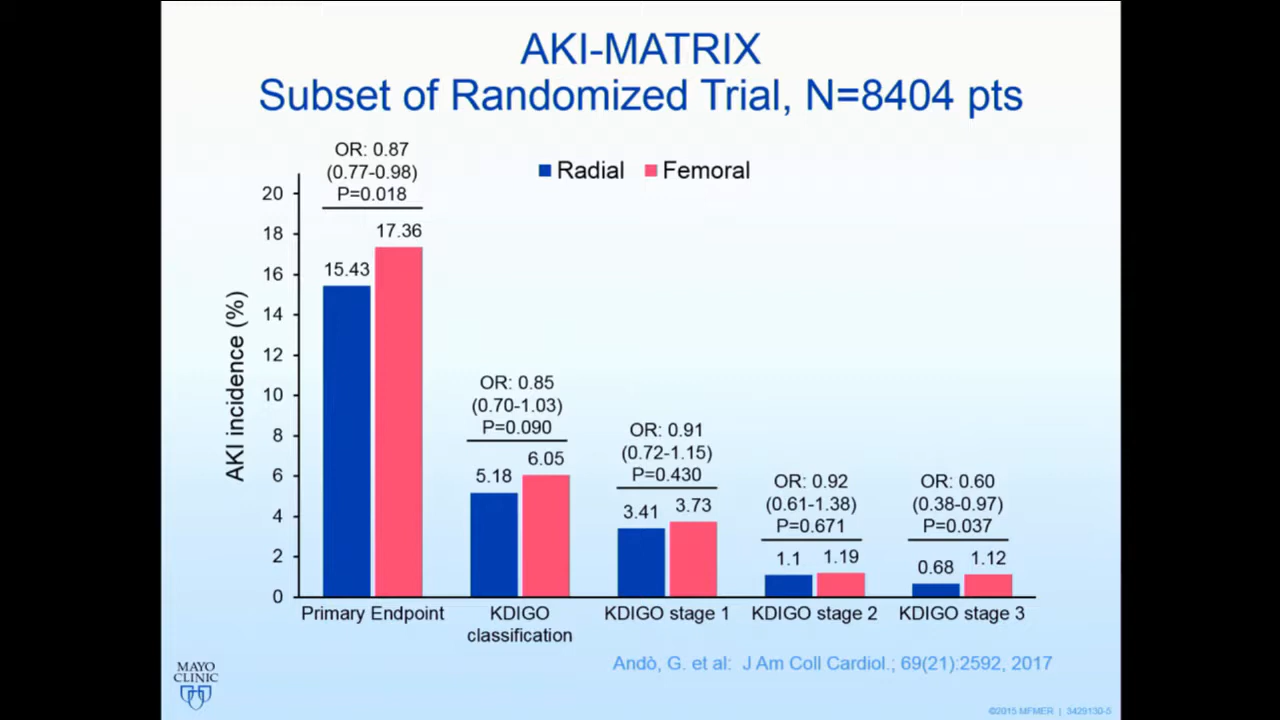 AKI-MATRIX
Subset of Randomized Trial, N=8404 pts
OR: 0.87
(0.77-0.98)
P=0.018
Radial
Femoral
20
18
16
14
12
10
8
6
4
2
0
AKI incidence (%)
15.43
17.36
OR: 0.85
(0.70-1.03)
P=0.090
5.18
6.05
OR: 0.91
(0.72-1.15)
P=0.430
3.41
3.73
OR: 0.92
(0.61-1.38)
P=0.671
1.1
1.19
OR: 0.60
(0.38-0.97)
P=0.037
0.68
1.12
Primary Endpoint
KDIGO
classification
KDIGO stage 1
KDIGO stage 2
KDIGO stage 3
Andò, G. et al: J Am Coll Cardiol.; 69(21):2592, 2017
MAYO
CLINIC
©2015 MFMER | 3429130-5